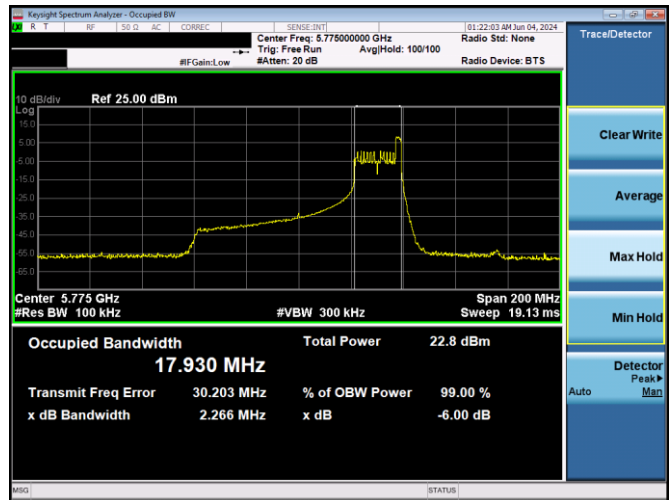 Keysight Spectrum Analyzer - Occupied BW
R T RF 50 Ω AC CORREC SENSE:INT 01:22:03 AM Jun 04, 2024
Center Freq: 5.775000000 GHz Radio Std: None
Trig: Free Run Avg|Hold: 100/100
#IFGain:Low #Atten: 20 dB Radio Device: BTS
Trace/Detector
10 dB/div Ref 25.00 dBm
Log
15.0
5.00
-5.00
-15.0
-25.0
-35.0
-45.0
-55.0
-65.0
Center 5.775 GHz Span 200 MHz
#Res BW 100 kHz #VBW 300 kHz Sweep 19.13 ms
Occupied Bandwidth Total Power 22.8 dBm
17.930 MHz
Transmit Freq Error 30.203 MHz % of OBW Power 99.00 %
x dB Bandwidth 2.266 MHz x dB -6.00 dB
Clear Write
Average
Max Hold
Min Hold
Detector
Peak▶
Auto Man
MSG STATUS